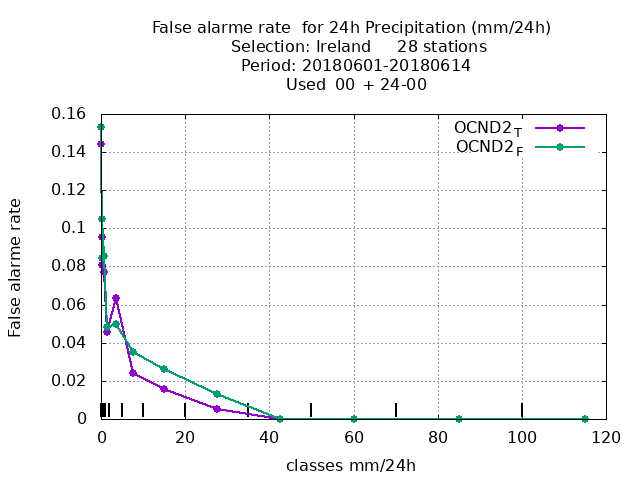 False alarme rate  for 24h Precipitation (mm/24h)
Selection: Ireland     28 stations
Period: 20180601-20180614
Used  00 + 24-00
OCND2T
OCND2F
0.16
0.14
0.12
0.1
0.08
0.06
0.04
0.02
0
False alarme rate
0 20 40 60 80 100 120
classes mm/24h